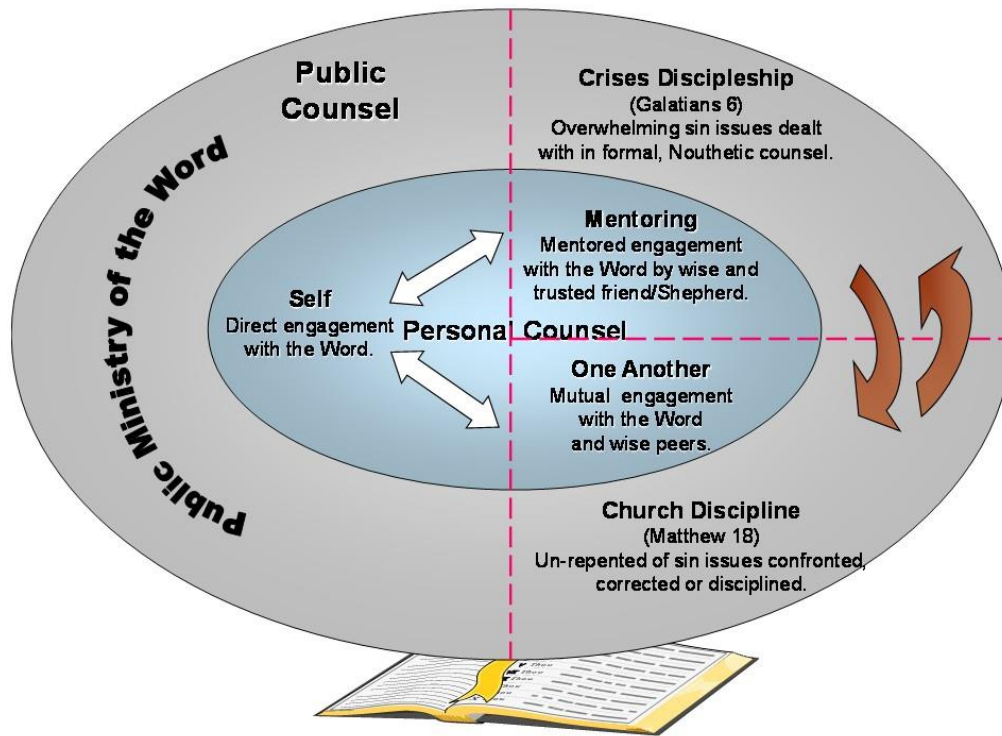 Public
Counsel
Crises Discipleship
(Galatians 6)
Overwhelming sin issues dealt
with in formal, Nouthetic counsel.
Public Ministry of the Word
Mentoring
Mentored engagement
with the Word by wise and
trusted friend/Shepherd.
Self
Direct engagement
with the Word.
Personal Counsel
One Another
Mutual engagement
with the Word
and wise peers.
Church Discipline
(Matthew 18)
Un-repented of sin issues confronted,
corrected or disciplined.